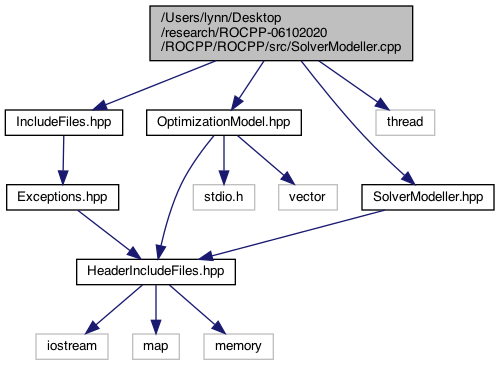 /Users/lynn/Desktop
/research/ROCPP-06102020
/ROCPP/ROCPP/src/SolverModeller.cpp
IncludeFiles.hpp
OptimizationModel.hpp
thread
Exceptions.hpp
stdio.h
vector
SolverModeller.hpp
HeaderIncludeFiles.hpp
iostream
map
memory